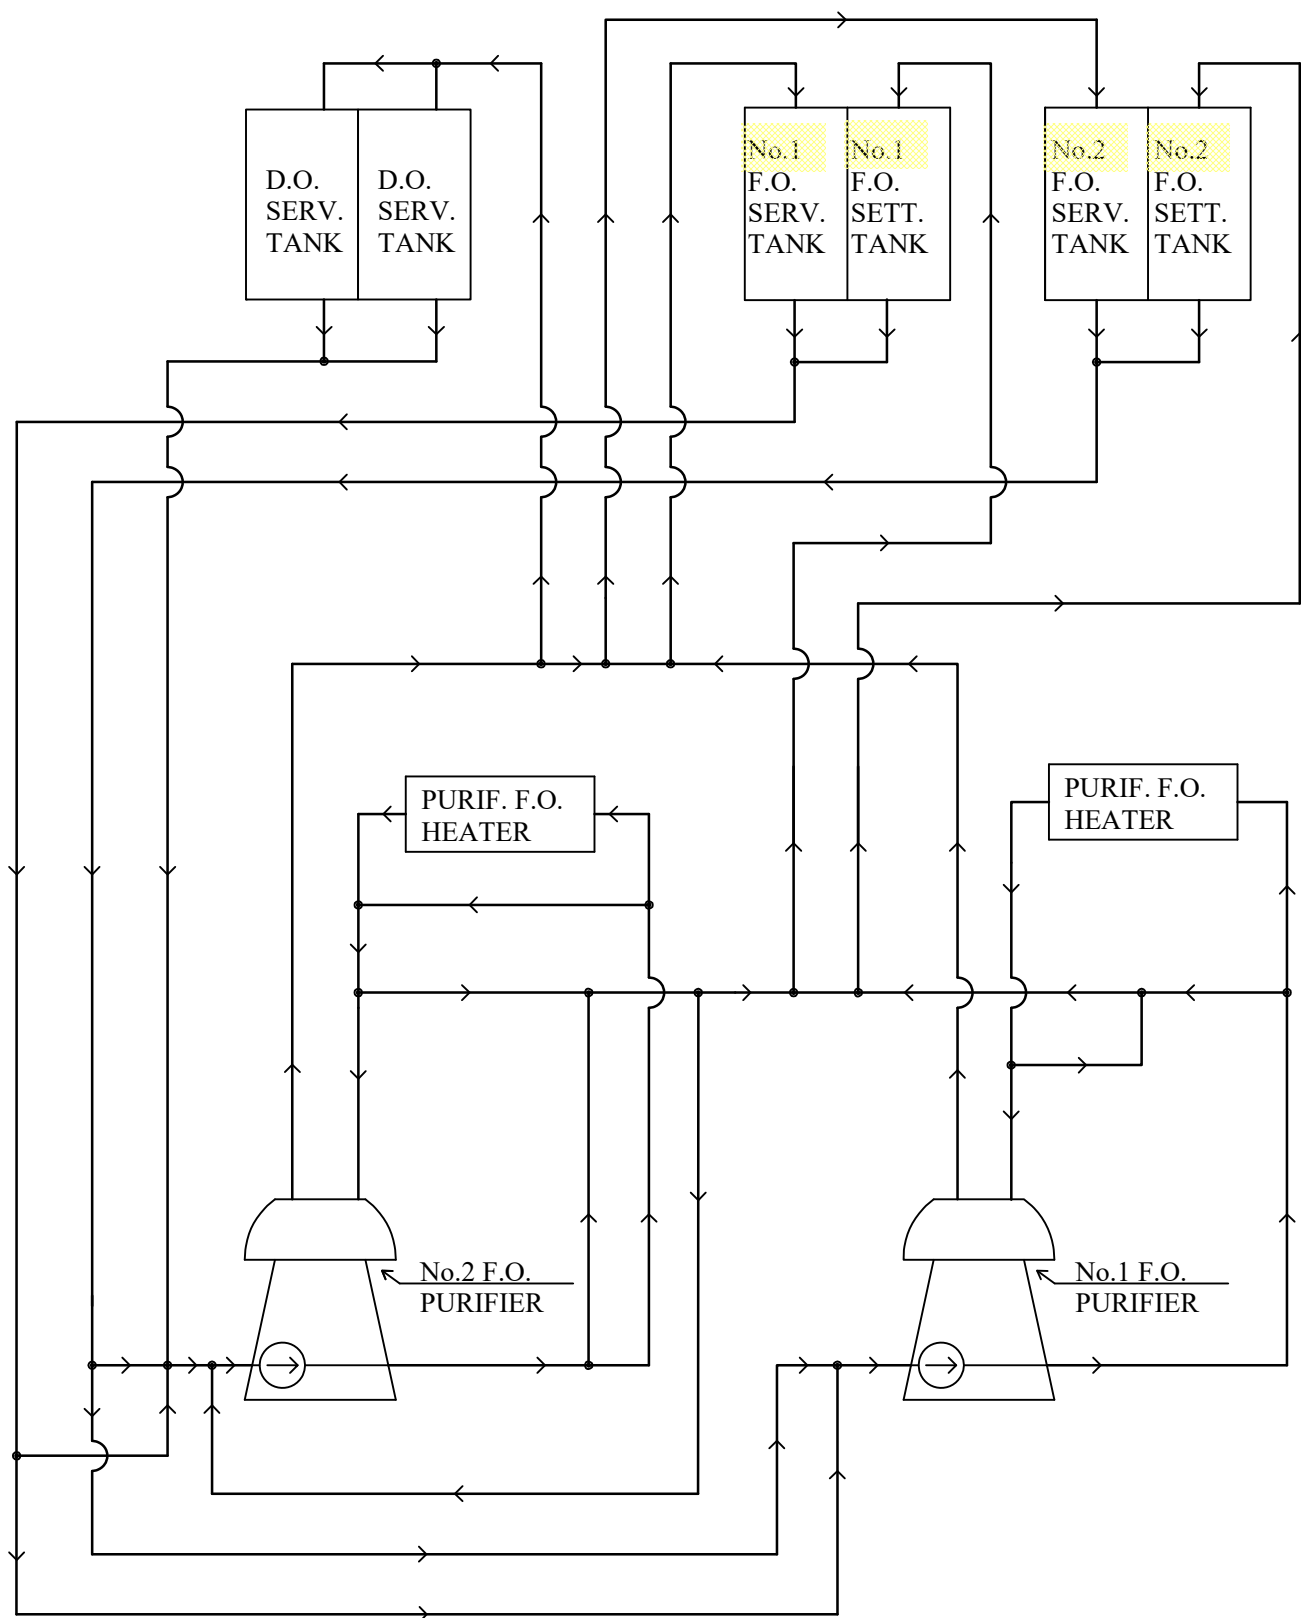 D.O.
SERV.
TANK
D.O.
SERV.
TANK
No.1
F.O.
SERV.
TANK
No.1
F.O.
SETT.
TANK
No.2
F.O.
SERV.
TANK
No.2
F.O.
SETT.
TANK
PURIF. F.O.
HEATER
PURIF. F.O.
HEATER
No.2 F.O.
PURIFIER
No.1 F.O.
PURIFIER